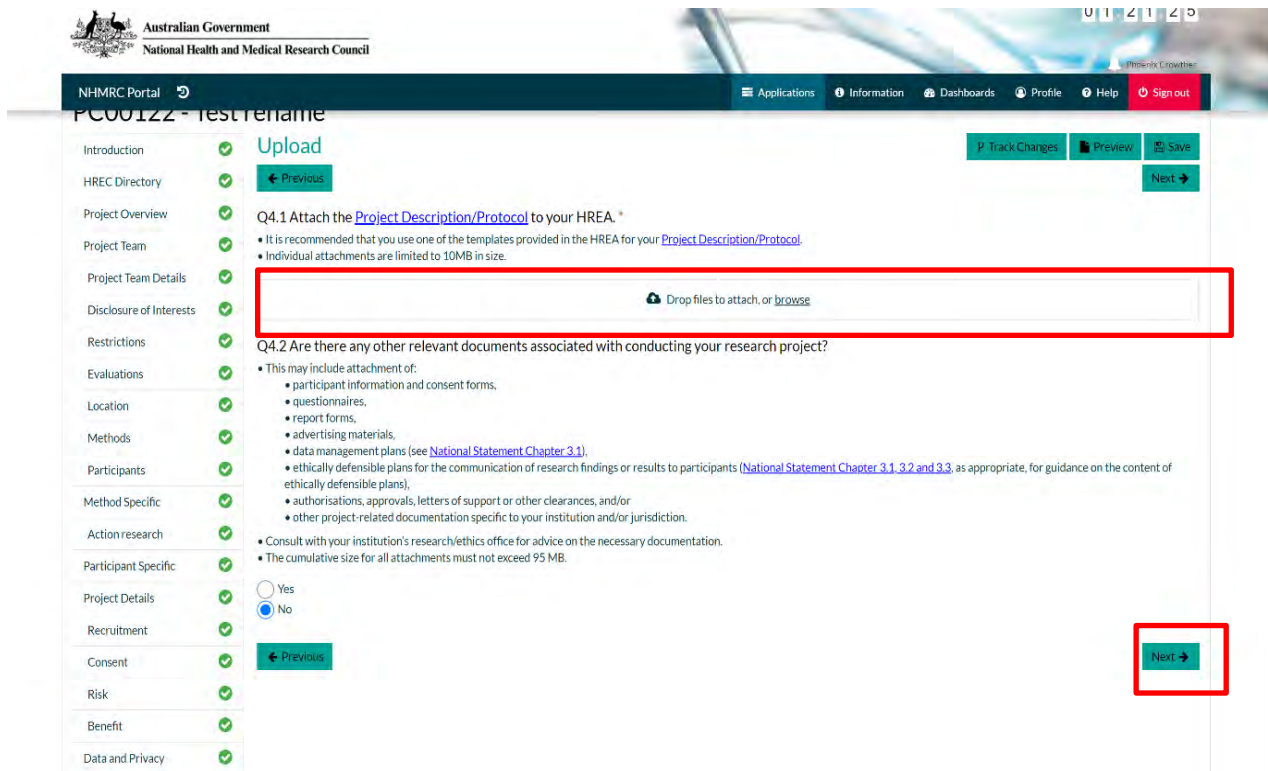 Australian Government
National Health and Medical Research Council
0 1 2 1 2 5
Phoenix Crowther
NHMRC Portal
Applications
Information
Dashboards
Profile
Help
Sign out
PC00122 - Test rename
Introduction
HREC Directory
Project Overview
Project Team
Project Team Details
Disclosure of Interests
Restrictions
Evaluations
Location
Methods
Participants
Method Specific
Action research
Participant Specific
Project Details
Recruitment
Consent
Risk
Benefit
Data and Privacy
Upload
Track Changes
Preview
Save
Previous
Next
Q4.1 Attach the Project Description/Protocol to your HREA. *
• It is recommended that you use one of the templates provided in the HREA for your Project Description/Protocol.
• Individual attachments are limited to 10MB in size.
Drop files to attach, or browse
Q4.2 Are there any other relevant documents associated with conducting your research project?
• This may include attachment of:
• participant information and consent forms,
• questionnaires,
• report forms,
• advertising materials,
• data management plans (see National Statement Chapter 3.1),
• ethically defensible plans for the communication of research findings or results to participants (National Statement Chapter 3.1, 3.2 and 3.3, as appropriate, for guidance on the content of
ethically defensible plans),
• authorisations, approvals, letters of support or other clearances, and/or
• other project-related documentation specific to your institution and/or jurisdiction.
• Consult with your institution's research/ethics office for advice on the necessary documentation.
• The cumulative size for all attachments must not exceed 95 MB.
Yes
No
Previous
Next